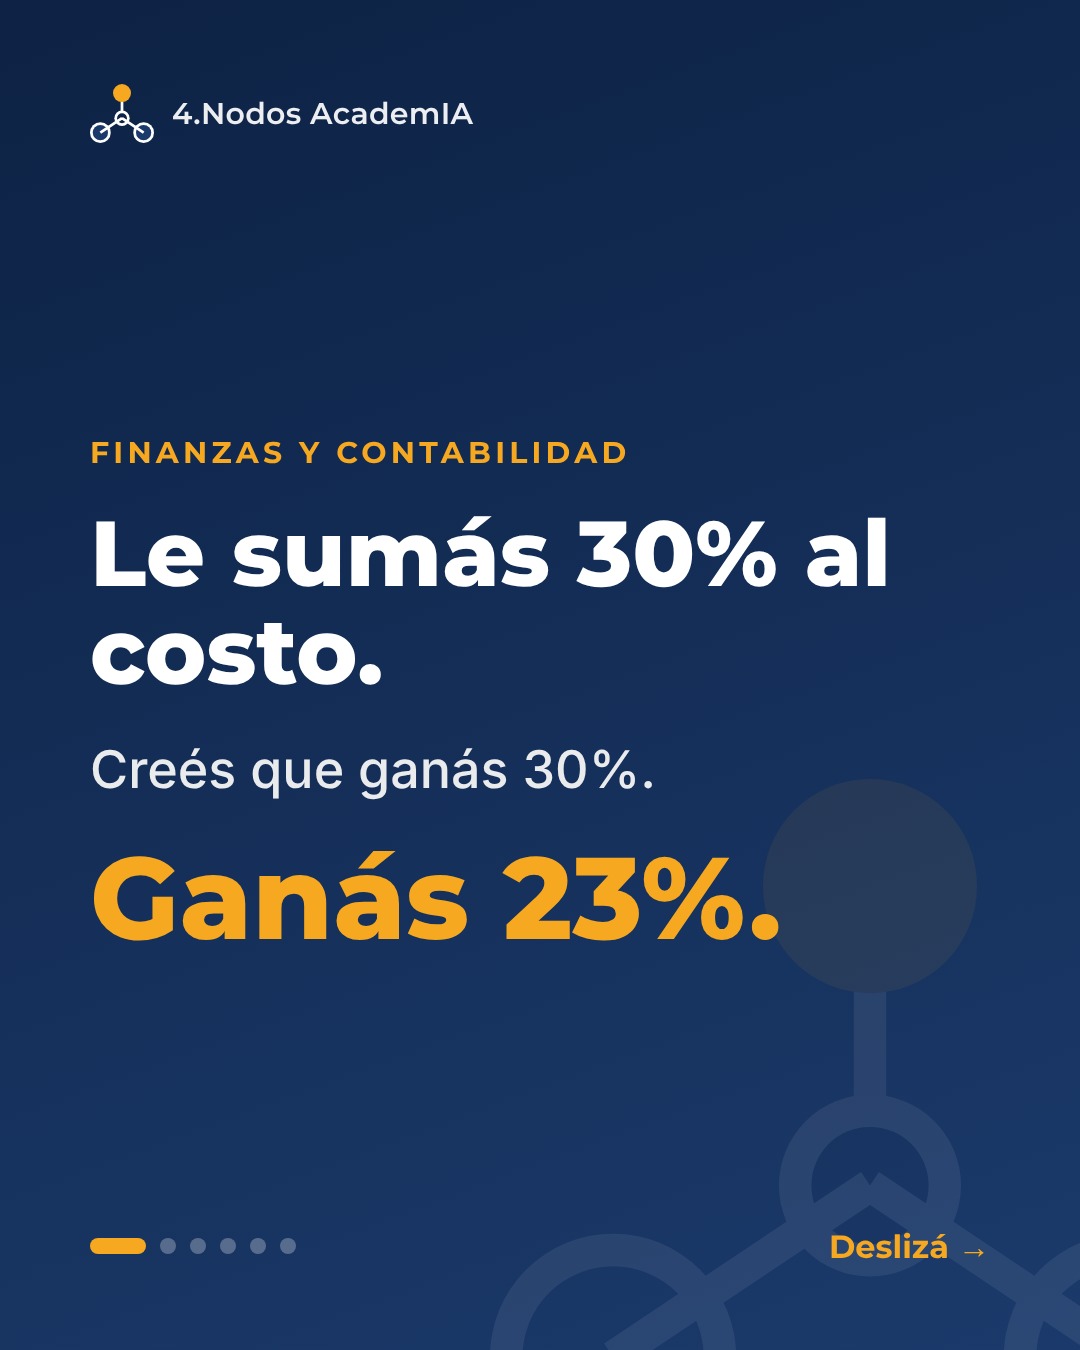 4.Nodos AcademIA
FINANZAS Y CONTABILIDAD
Le sumás 30% al
costo.
Creés que ganás 30%.
Ganás 23%.
Deslizá →